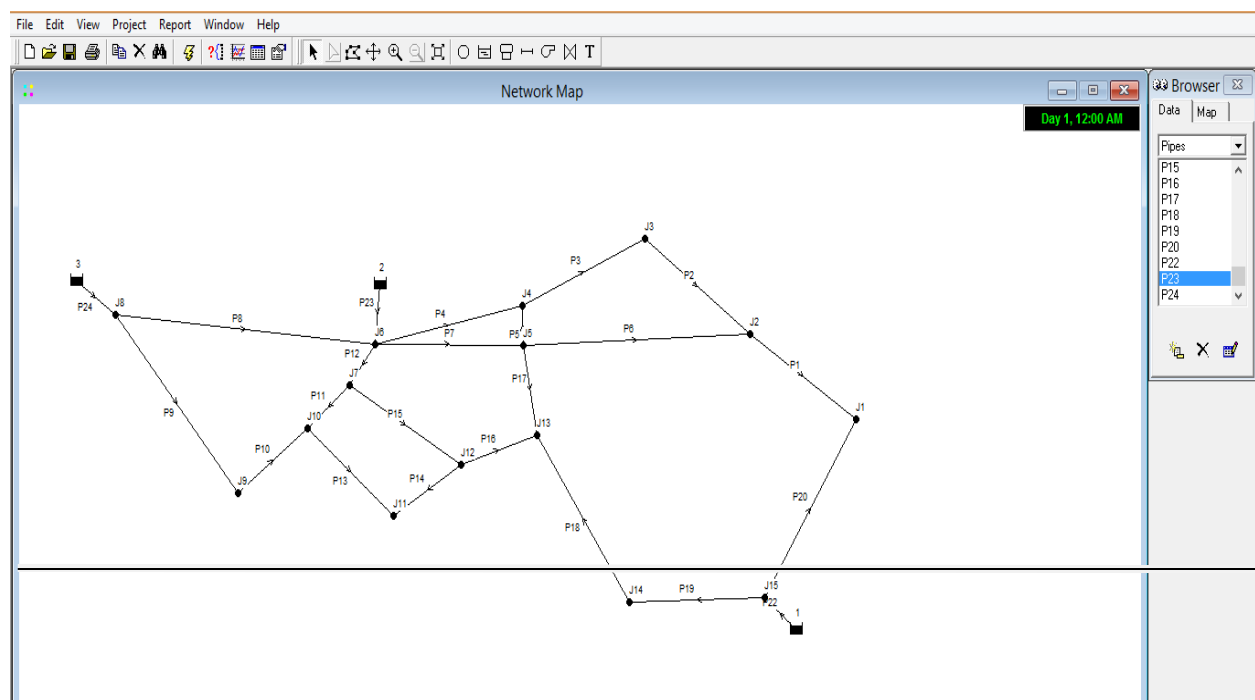 File Edit View Project Report Window Help
T
Network Map
Browser
Day 1, 12:00 AM
Data Map
Pipes
P15
P16
P17
P18
P19
P20
P22
P23
P24
J3
3
2
P3
P2
P24
J8
P23
J4
P8
P4
J6
P7
P5
J5
P6
J2
P12
P1
J7
P17
P11
P15
J1
P9
J10
J13
P10
P16
J12
J9
P13
P14
J11
P20
P18
J14
P19
J15
P22
1